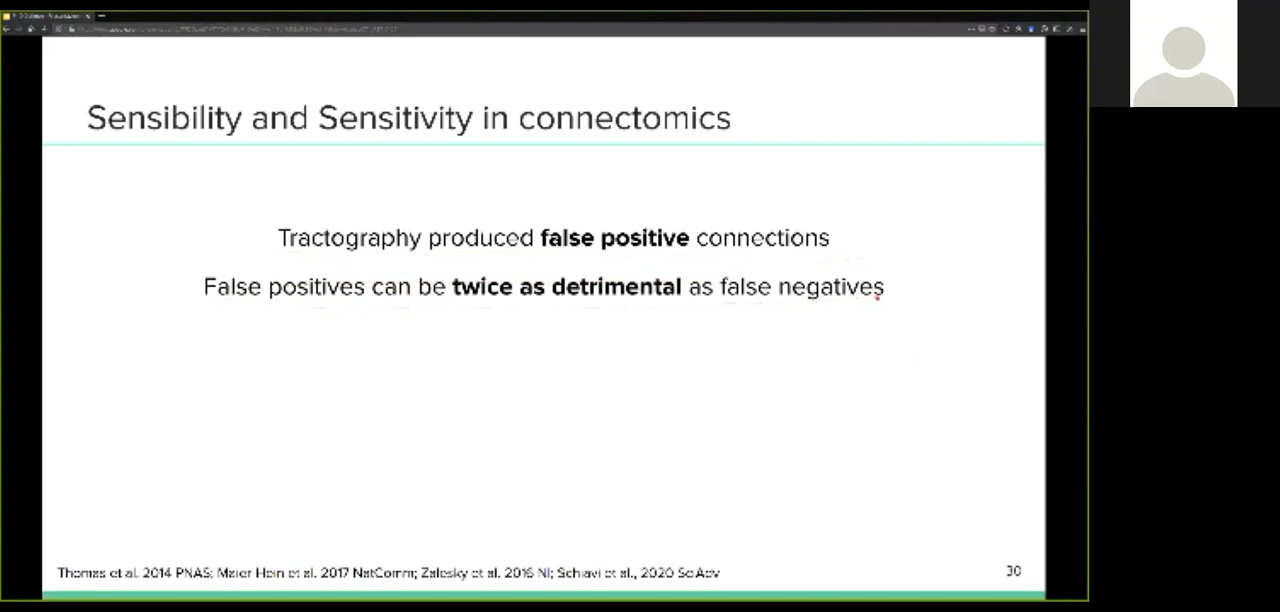 Sensibility and Sensitivity in connectomics
Tractography produced false positive connections
False positives can be twice as detrimental as false negatives
Thomas et al. 2014 PNAS; Maier Hein et al. 2017 NatComm; Zalesky et al. 2016 NI; Schiavi et al., 2020 SciAdv
30